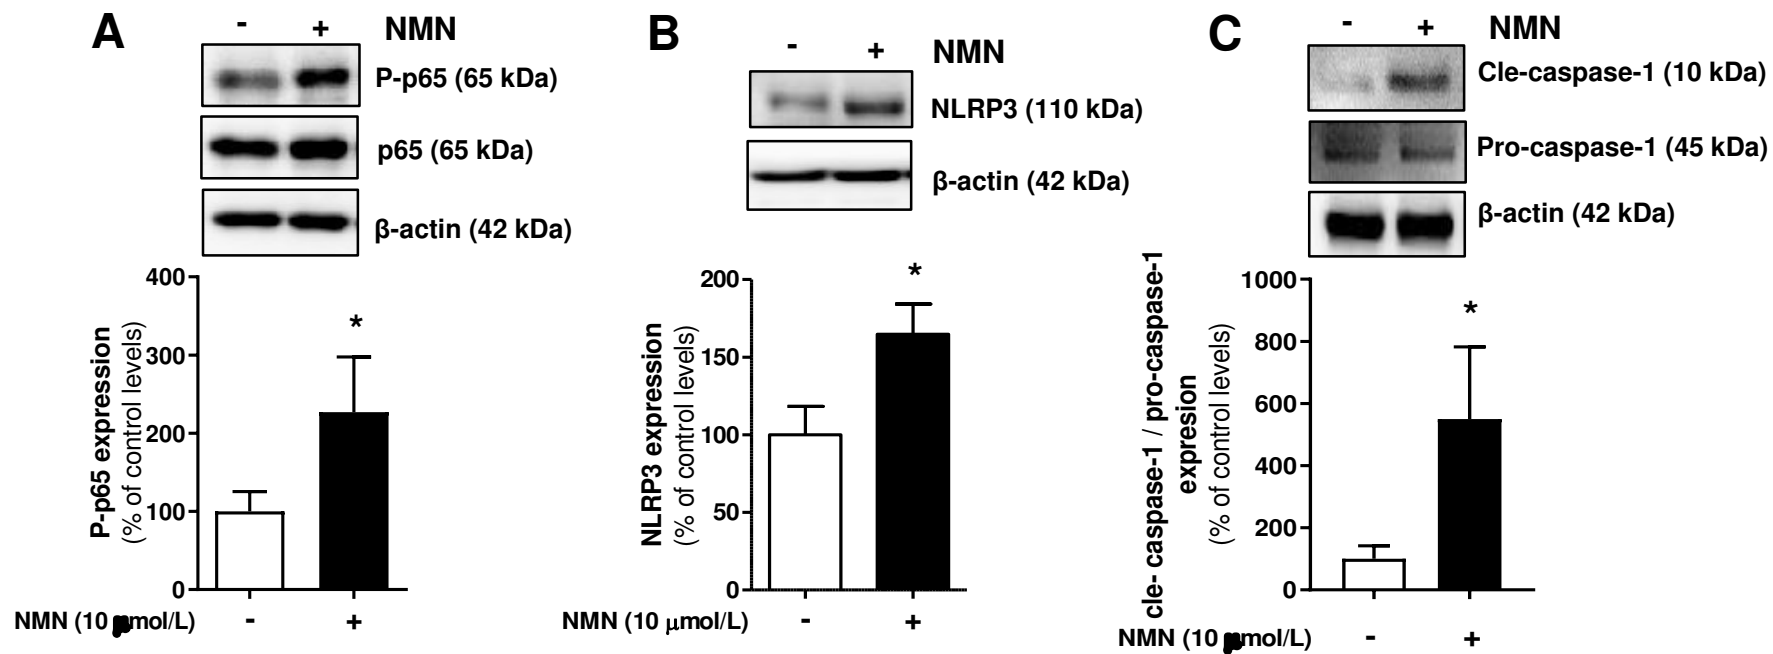 A
- + NMN
P-p65 (65 kDa)
p65 (65 kDa)
β-actin (42 kDa)
P-p65 expression
(% of control levels)
400
300
200
100
0
*
NMN (10 μmol/L) - +
B
- + NMN
NLRP3 (110 kDa)
β-actin (42 kDa)
NLRP3 expression
(% of control levels)
200
150
100
50
0
*
NMN (10 μmol/L) - +
C
- + NMN
Cle-caspase-1 (10 kDa)
Pro-caspase-1 (45 kDa)
β-actin (42 kDa)
cle- caspase-1 / pro-caspase-1
expresion
(% of control levels)
1000
800
600
400
200
0
*
NMN (10 μmol/L) - +